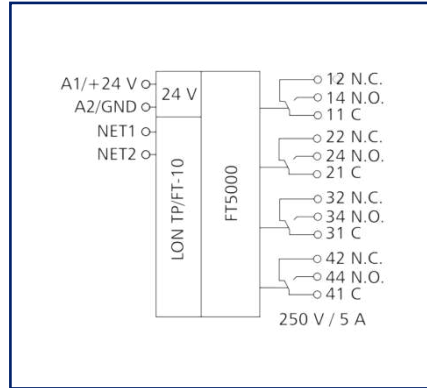 A1/+24 V
A2/GND
NET1
NET2
24 V
LON TP/FT-10
FT5000
12 N.C.
14 N.O.
11 C
22 N.C.
24 N.O.
21 C
32 N.C.
34 N.O.
31 C
42 N.C.
44 N.O.
41 C
250 V / 5 A